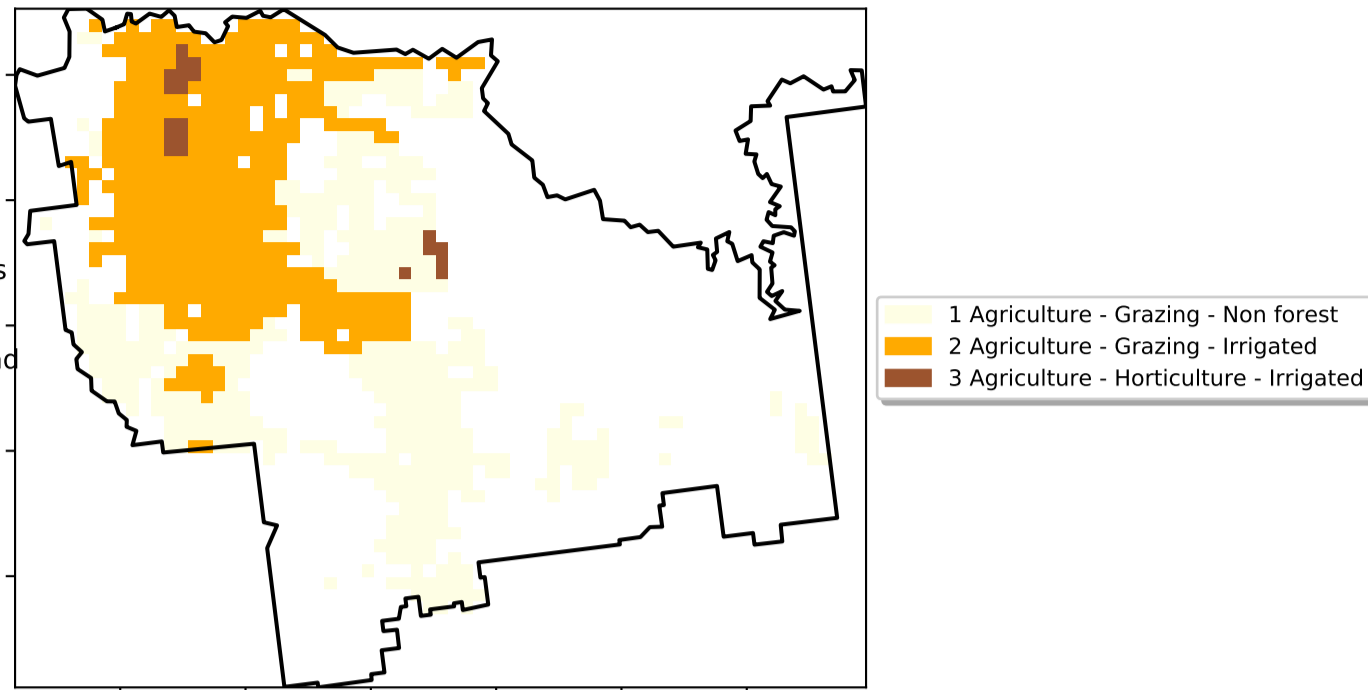 1 Agriculture - Grazing - Non forest
2 Agriculture - Grazing - Irrigated
3 Agriculture - Horticulture - Irrigated